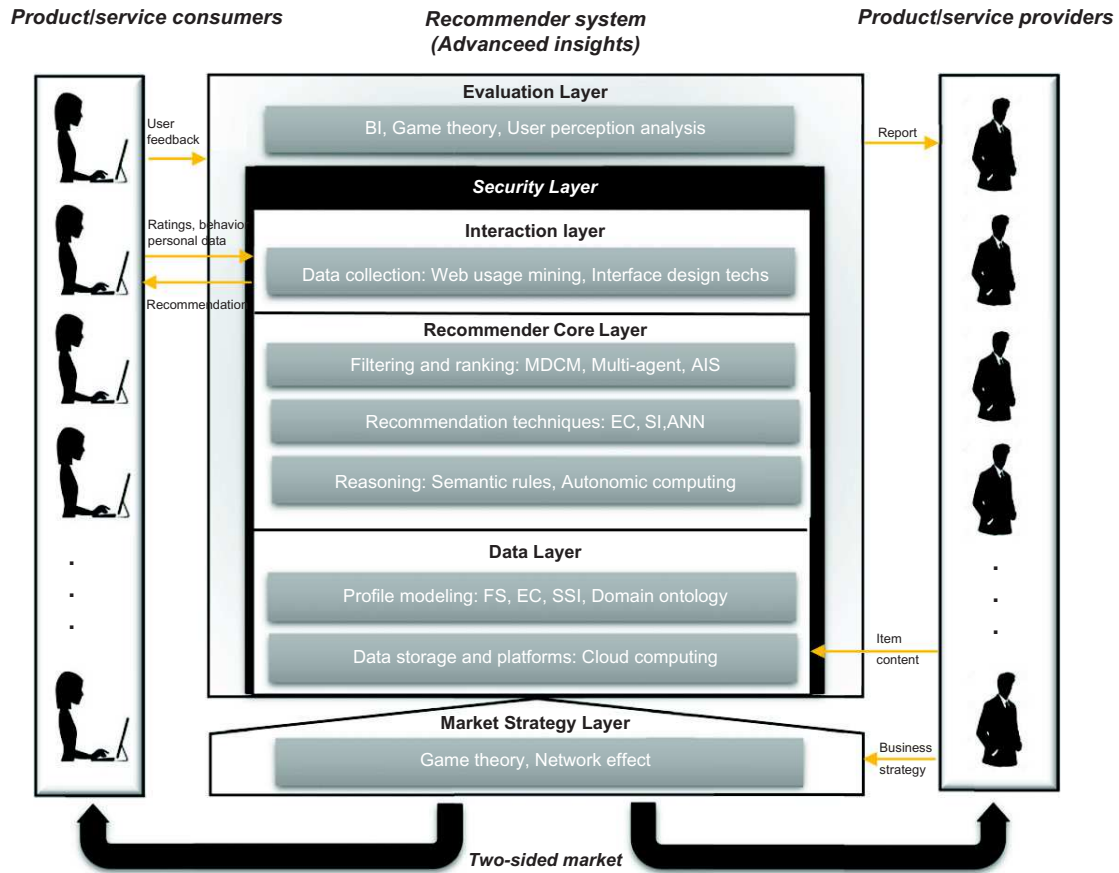 Product/service consumers
Recommender system
(Advanceed insights)
Product/service providers
Evaluation Layer
BI, Game theory, User perception analysis
User
feedback
Report
Security Layer
Ratings, behavior
personal data
Interaction layer
Data collection: Web usage mining, Interface design techs
Recommendation
Recommender Core Layer
Filtering and ranking: MDCM, Multi-agent, AIS
Recommendation techniques: EC, SI,ANN
Reasoning: Semantic rules, Autonomic computing
Data Layer
Profile modeling: FS, EC, SSI, Domain ontology
Data storage and platforms: Cloud computing
Item
content
Market Strategy Layer
Game theory, Network effect
Business
strategy
Two-sided market